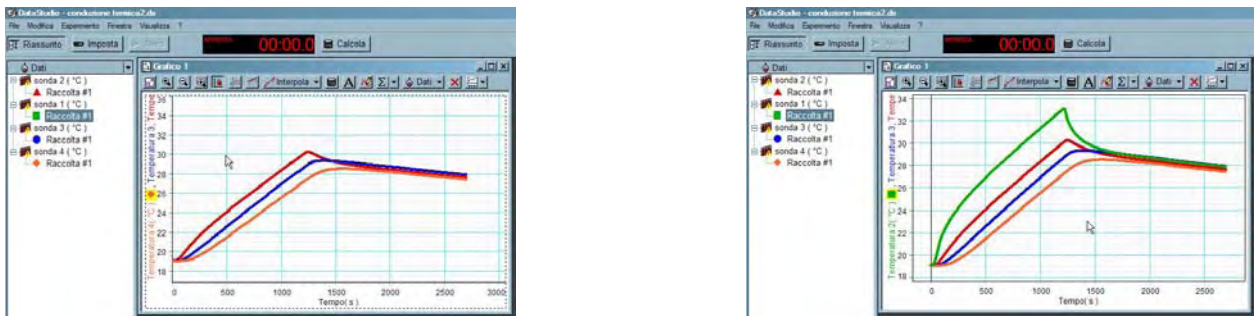 DataStudio - conduzione termica2.ds
File Modifica Esperimento Finestra Visualizza ?
Riassunto Imposta 00:00.0 Calcola
Dati
sonda 2 ( °C )
Raccolta #1
sonda 1 ( °C )
Raccolta #1
sonda 3 ( °C )
Raccolta #1
sonda 4 ( °C )
Raccolta #1
Grafico 1
Interpola A Σ Dati
36
34
32
30
28
26
24
22
20
18
Temperatura 4( °C ) , Temperatura 3, Tempe
0 500 1000 1500 2000 2500 3000
Tempo( s )
DataStudio - conduzione termica2.ds
File Modifica Esperimento Finestra Visualizza ?
Riassunto Imposta 00:00.0 Calcola
Dati
sonda 2 ( °C )
Raccolta #1
sonda 1 ( °C )
Raccolta #1
sonda 3 ( °C )
Raccolta #1
sonda 4 ( °C )
Raccolta #1
Grafico 1
Interpola A Σ Dati
34
32
30
28
26
24
22
20
18
Temperatura 2( °C ) , Temperatura 3, Tempe
0 500 1000 1500 2000 2500
Tempo( s )